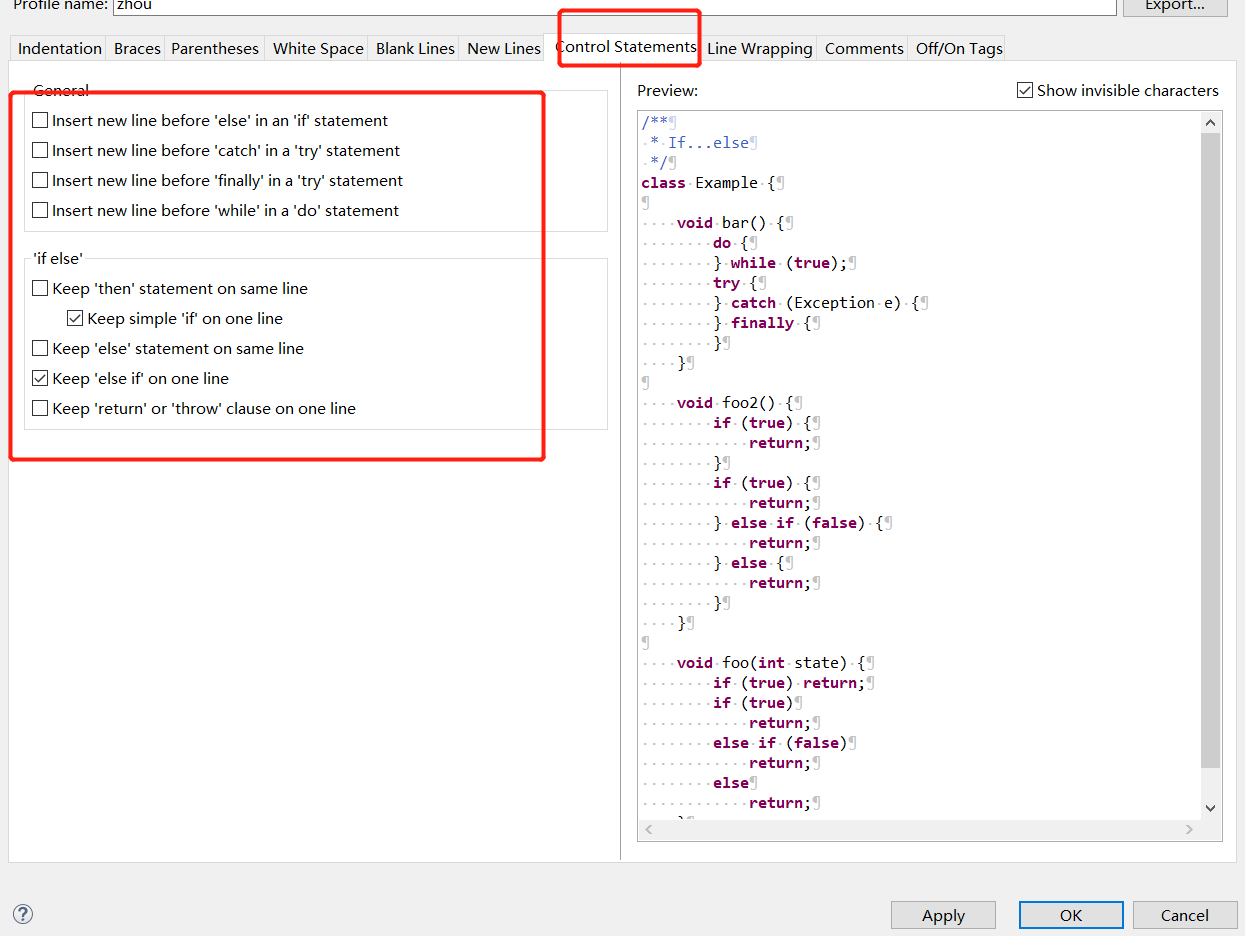 Profile name: zhou Export...
Indentation Braces Parentheses White Space Blank Lines New Lines Control Statements Line Wrapping Comments Off/On Tags
General
Insert new line before 'else' in an 'if' statement
Insert new line before 'catch' in a 'try' statement
Insert new line before 'finally' in a 'try' statement
Insert new line before 'while' in a 'do' statement
'if else'
Keep 'then' statement on same line
Keep simple 'if' on one line
Keep 'else' statement on same line
Keep 'else if' on one line
Keep 'return' or 'throw' clause on one line
Preview: Show invisible characters
/**¶
·* If...else¶
·*/¶
class·Example·{¶
¶
····void·bar()·{¶
········do·{¶
········}·while·(true);¶
········try·{¶
········}·catch·(Exception·e)·{¶
········}·finally·{¶
········}¶
····}¶
¶
····void·foo2()·{¶
········if·(true)·{¶
············return;¶
········}¶
········if·(true)·{¶
············return;¶
········}·else·if·(false)·{¶
············return;¶
········}·else·{¶
············return;¶
········}¶
····}¶
¶
····void·foo(int·state)·{¶
········if·(true)·return;¶
········if·(true)¶
············return;¶
········else·if·(false)¶
············return;¶
········else¶
············return;¶
····}¶
Apply OK Cancel